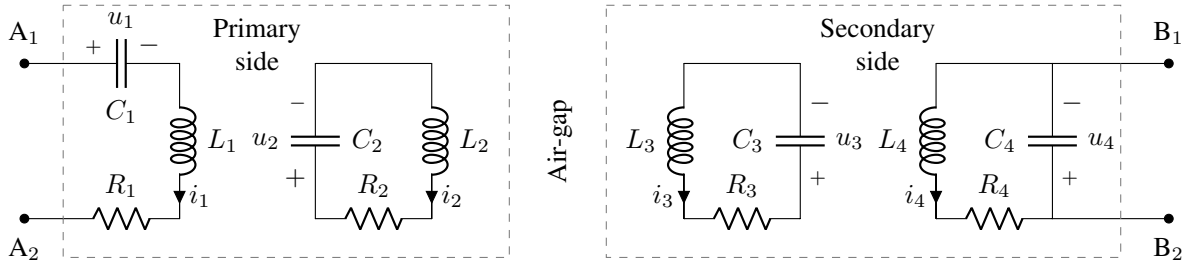 A₁
A₂
u₁
+ −
C₁
Primary
side
L₁
R₁
i₁
−
u₂
C₂
+
R₂
L₂
i₂
Air-gap
Secondary
side
L₃
i₃
R₃
C₃
−
u₃
+
L₄
i₄
R₄
C₄
−
u₄
+
B₁
B₂